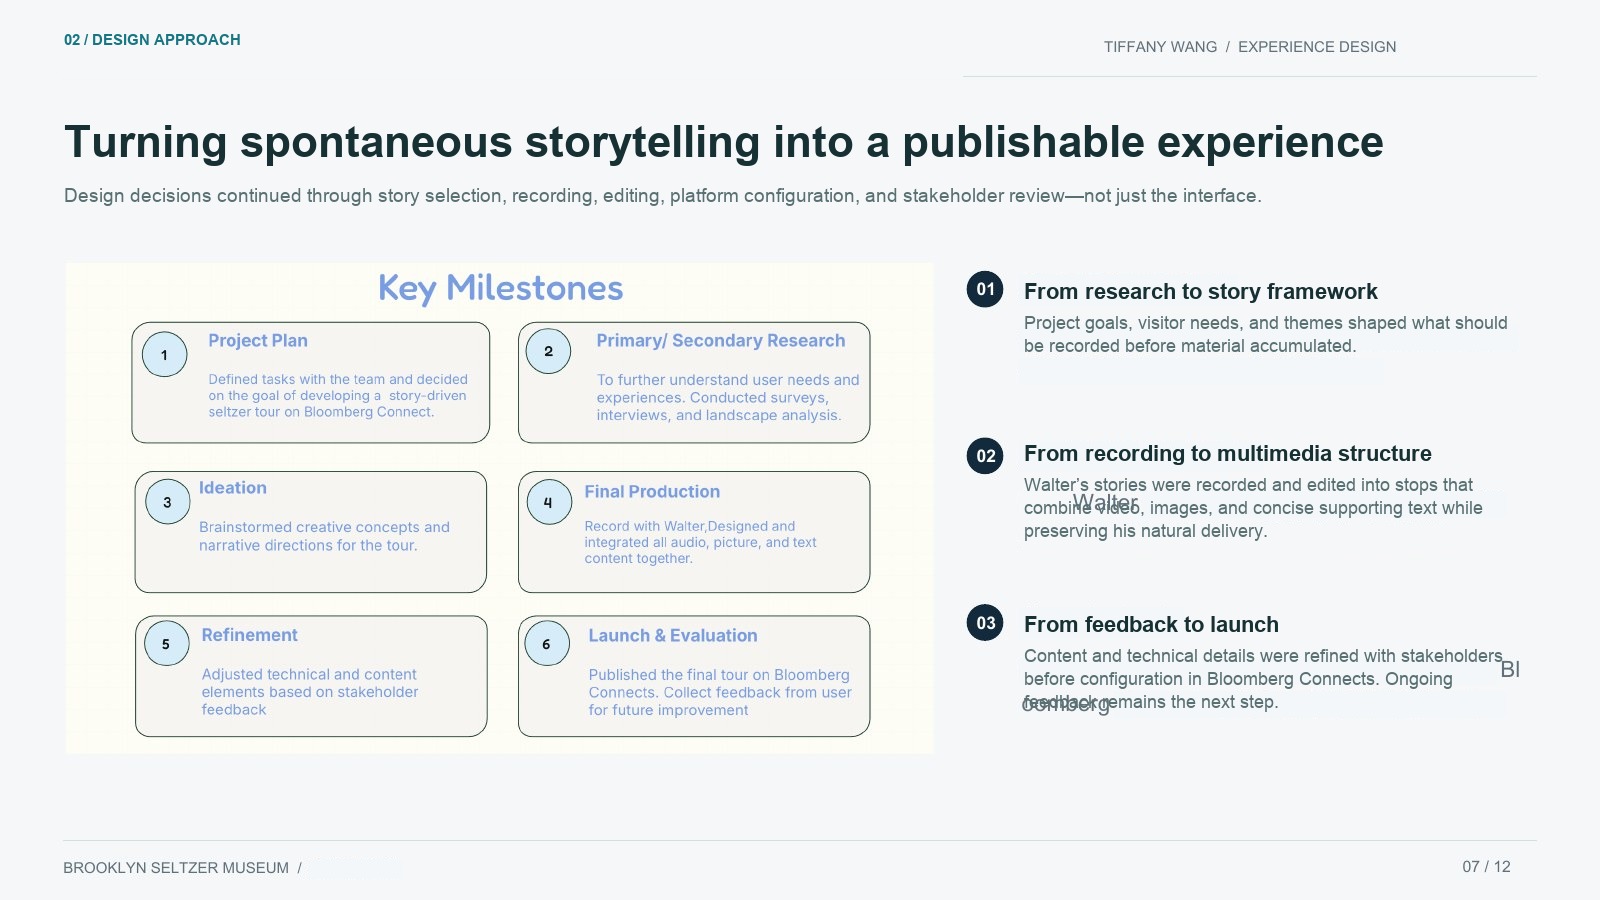 02 / DESIGN APPROACH
TIFFANY WANG / EXPERIENCE DESIGN
Turning spontaneous storytelling into a publishable experience
Design decisions continued through story selection, recording, editing, platform configuration, and stakeholder review—not just the interface.
Key Milestones
1
Project Plan
Defined tasks with the team and decided
on the goal of developing a story-driven
seltzer tour on Bloomberg Connect.
2
Primary/ Secondary Research
To further understand user needs and
experiences. Conducted surveys,
interviews, and landscape analysis.
3
Ideation
Brainstormed creative concepts and
narrative directions for the tour.
4
Final Production
Record with Walter,Designed and
integrated all audio, picture, and text
content together.
5
Refinement
Adjusted technical and content
elements based on stakeholder
feedback
6
Launch & Evaluation
Published the final tour on Bloomberg
Connects. Collect feedback from user
for future improvement
01
From research to story framework
Project goals, visitor needs, and themes shaped what should
be recorded before material accumulated.
02
From recording to multimedia structure
Walter’s stories were recorded and edited into stops that
Walter
combine video, images, and concise supporting text while
preserving his natural delivery.
03
From feedback to launch
Content and technical details were refined with stakeholders
Bl
before configuration in Bloomberg Connects. Ongoing
feedback remains the next step.
oomberg
BROOKLYN SELTZER MUSEUM /
07 / 12